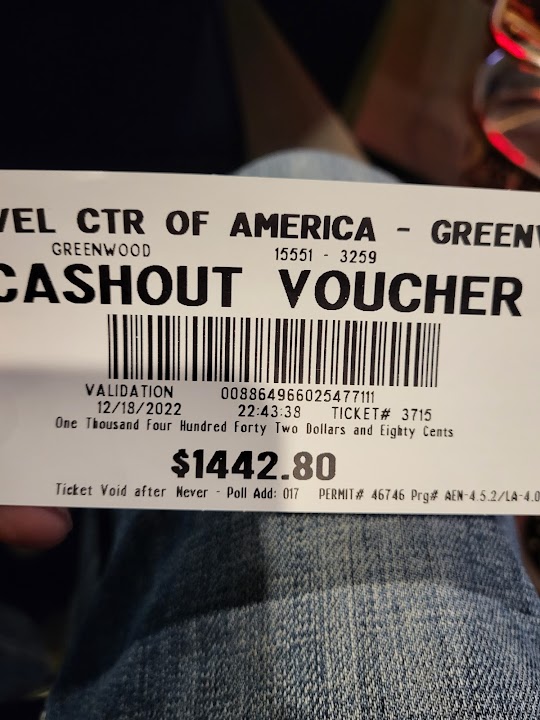 VEL CTR OF AMERICA - GREENW
GREENWOOD 15551 - 3259
CASHOUT VOUCHER
VALIDATION 008864966025477111
12/18/2022 22:43:38 TICKET# 3715
One Thousand Four Hundred Forty Two Dollars and Eighty Cents
$1442.80
Ticket Void after Never - Poll Add: 017 PERMIT# 46746 Prg# AEN-4.5.2/LA-4.0